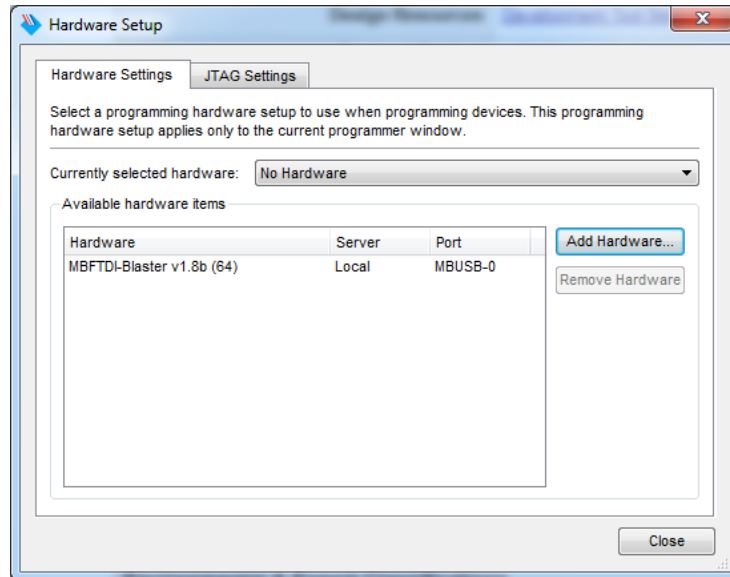 Hardware Setup
Hardware Settings
JTAG Settings
Select a programming hardware setup to use when programming devices. This programming
hardware setup applies only to the current programmer window.
Currently selected hardware:
No Hardware
Available hardware items
Hardware Server Port
MBFTDI-Blaster v1.8b (64) Local MBUSB-0
Add Hardware...
Remove Hardware
Close